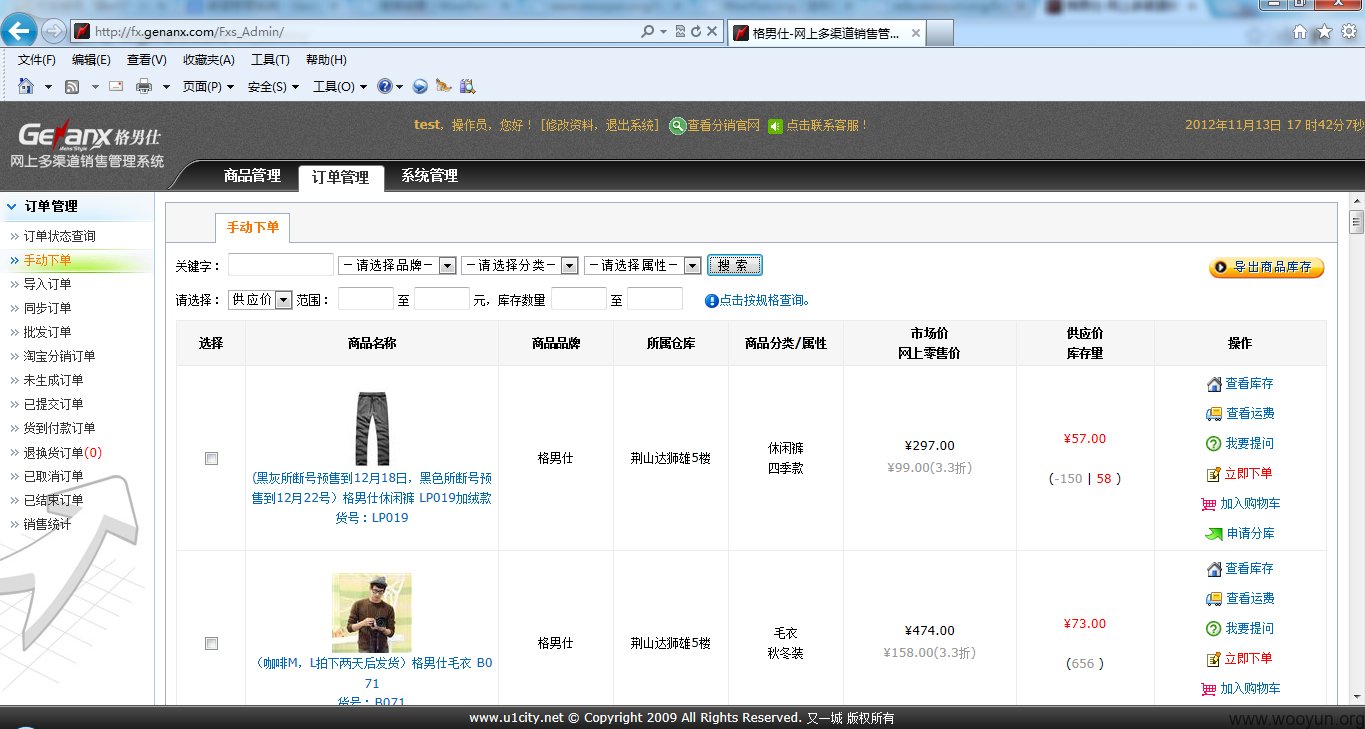 http://fx.genanx.com/Fxs_Admin/
格男仕-网上多渠道销售管...
文件(F) 编辑(E) 查看(V) 收藏夹(A) 工具(T) 帮助(H)
页面(P) 安全(S) 工具(O)
Genanx 格男仕
Men's Style
网上多渠道销售管理系统
test，操作员，您好！ [修改资料，退出系统] 查看分销官网 点击联系客服！
2012年11月13日 17 时42分7秒
商品管理 订单管理 系统管理
订单管理
订单状态查询
手动下单
导入订单
同步订单
批发订单
淘宝分销订单
未生成订单
已提交订单
货到付款订单
退换货订单(0)
已取消订单
已结束订单
销售统计
手动下单
关键字： －请选择品牌－ －请选择分类－ －请选择属性－ 搜 索
导出商品库存
请选择： 供应价 范围： 至 元，库存数量 至 点击按规格查询。
选择 商品名称 商品品牌 所属仓库 商品分类/属性 市场价 网上零售价 供应价 库存量 操作
(黑灰所断号预售到12月18日，黑色所断号预
售到12月22号）格男仕休闲裤 LP019加绒款
货号：LP019
格男仕
荆山达狮雄5楼
休闲裤
四季款
¥297.00
¥99.00(3.3折)
¥57.00
(-150 | 58 )
查看库存
查看运费
我要提问
立即下单
加入购物车
申请分库
（咖啡M，L拍下两天后发货）格男仕毛衣 B0
71
货号：B071
格男仕
荆山达狮雄5楼
毛衣
秋冬装
¥474.00
¥158.00(3.3折)
¥73.00
(656 )
查看库存
查看运费
我要提问
立即下单
加入购物车
www.u1city.net © Copyright 2009 All Rights Reserved. 又一城 版权所有
www.wooyun.org